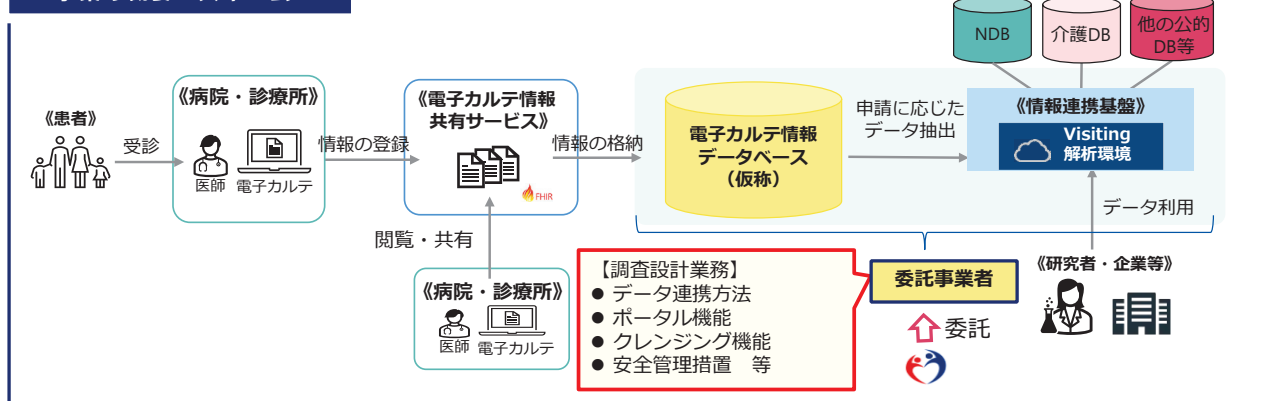 NDB
介護DB
他の公的
DB等
《患者》
受診
《病院・診療所》
医師 電子カルテ
情報の登録
《電子カルテ情報
共有サービス》
FHIR
情報の格納
電子カルテ情報
データベース
（仮称）
申請に応じた
データ抽出
《情報連携基盤》
Visiting
解析環境
データ利用
《研究者・企業等》
閲覧・共有
《病院・診療所》
医師 電子カルテ
【調査設計業務】
● データ連携方法
● ポータル機能
● クレンジング機能
● 安全管理措置　等
委託事業者
委託